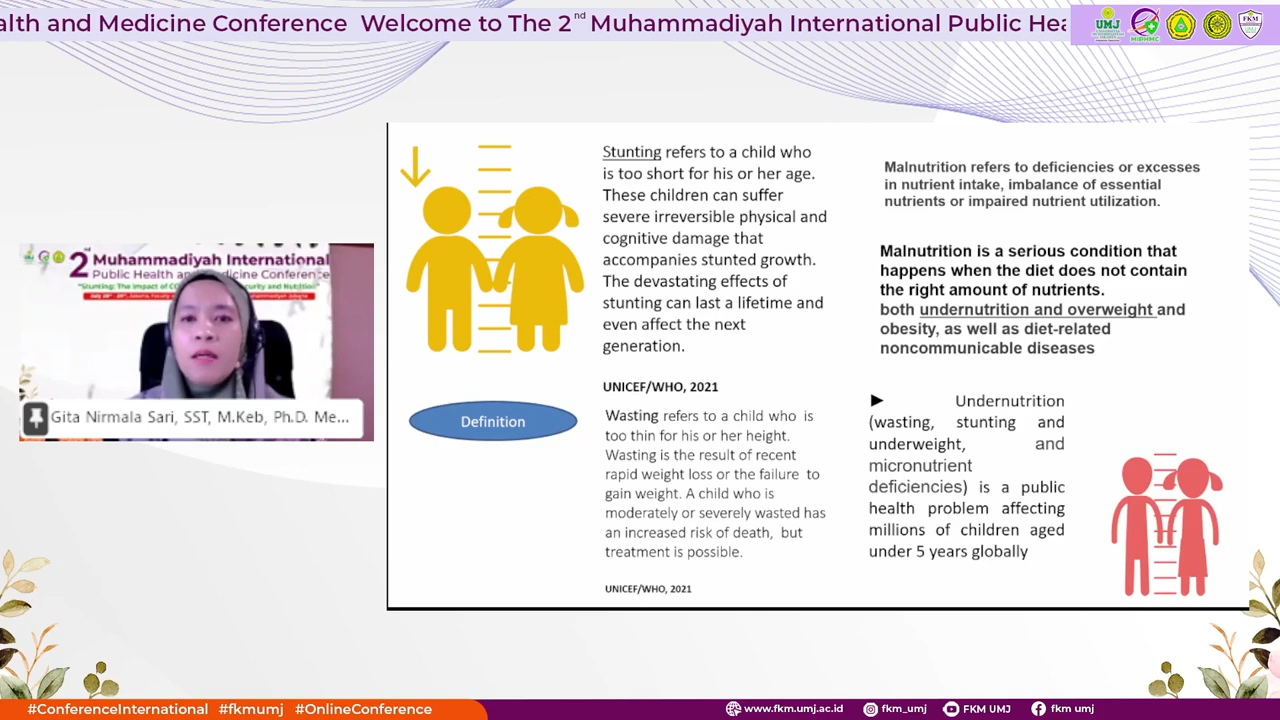 alth and Medicine Conference Welcome to The 2nd Muhammadiyah International Public Hea
UMJ
MIPHMC
FKM
2nd Muhammadiyah International
Public Health and Medicine Conference
Gita Nirmala Sari, SST, M.Keb, Ph.D. Me...
Stunting refers to a child who
is too short for his or her age.
These children can suffer
severe irreversible physical and
cognitive damage that
accompanies stunted growth.
The devastating effects of
stunting can last a lifetime and
even affect the next
generation.
UNICEF/WHO, 2021
Definition
Wasting refers to a child who is
too thin for his or her height.
Wasting is the result of recent
rapid weight loss or the failure to
gain weight. A child who is
moderately or severely wasted has
an increased risk of death, but
treatment is possible.
UNICEF/WHO, 2021
Malnutrition refers to deficiencies or excesses
in nutrient intake, imbalance of essential
nutrients or impaired nutrient utilization.
Malnutrition is a serious condition that
happens when the diet does not contain
the right amount of nutrients.
both undernutrition and overweight and
obesity, as well as diet-related
noncommunicable diseases
► Undernutrition
(wasting, stunting and
underweight, and
micronutrient
deficiencies) is a public
health problem affecting
millions of children aged
under 5 years globally
#ConferenceInternational #fkmumj #OnlineConference
www.fkm.umj.ac.id fkm_umj FKM UMJ fkm umj